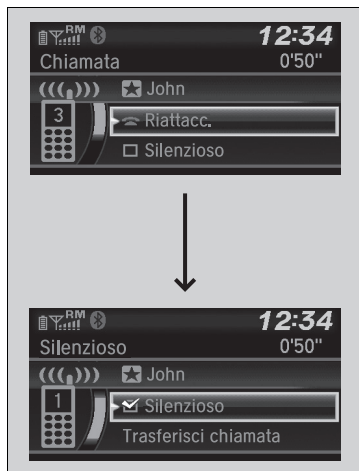 RM 12:34
Chiamata 0'50"
John
3
Riattacc.
Silenzioso
RM 12:34
Silenzioso 0'50"
John
1
Silenzioso
Trasferisci chiamata